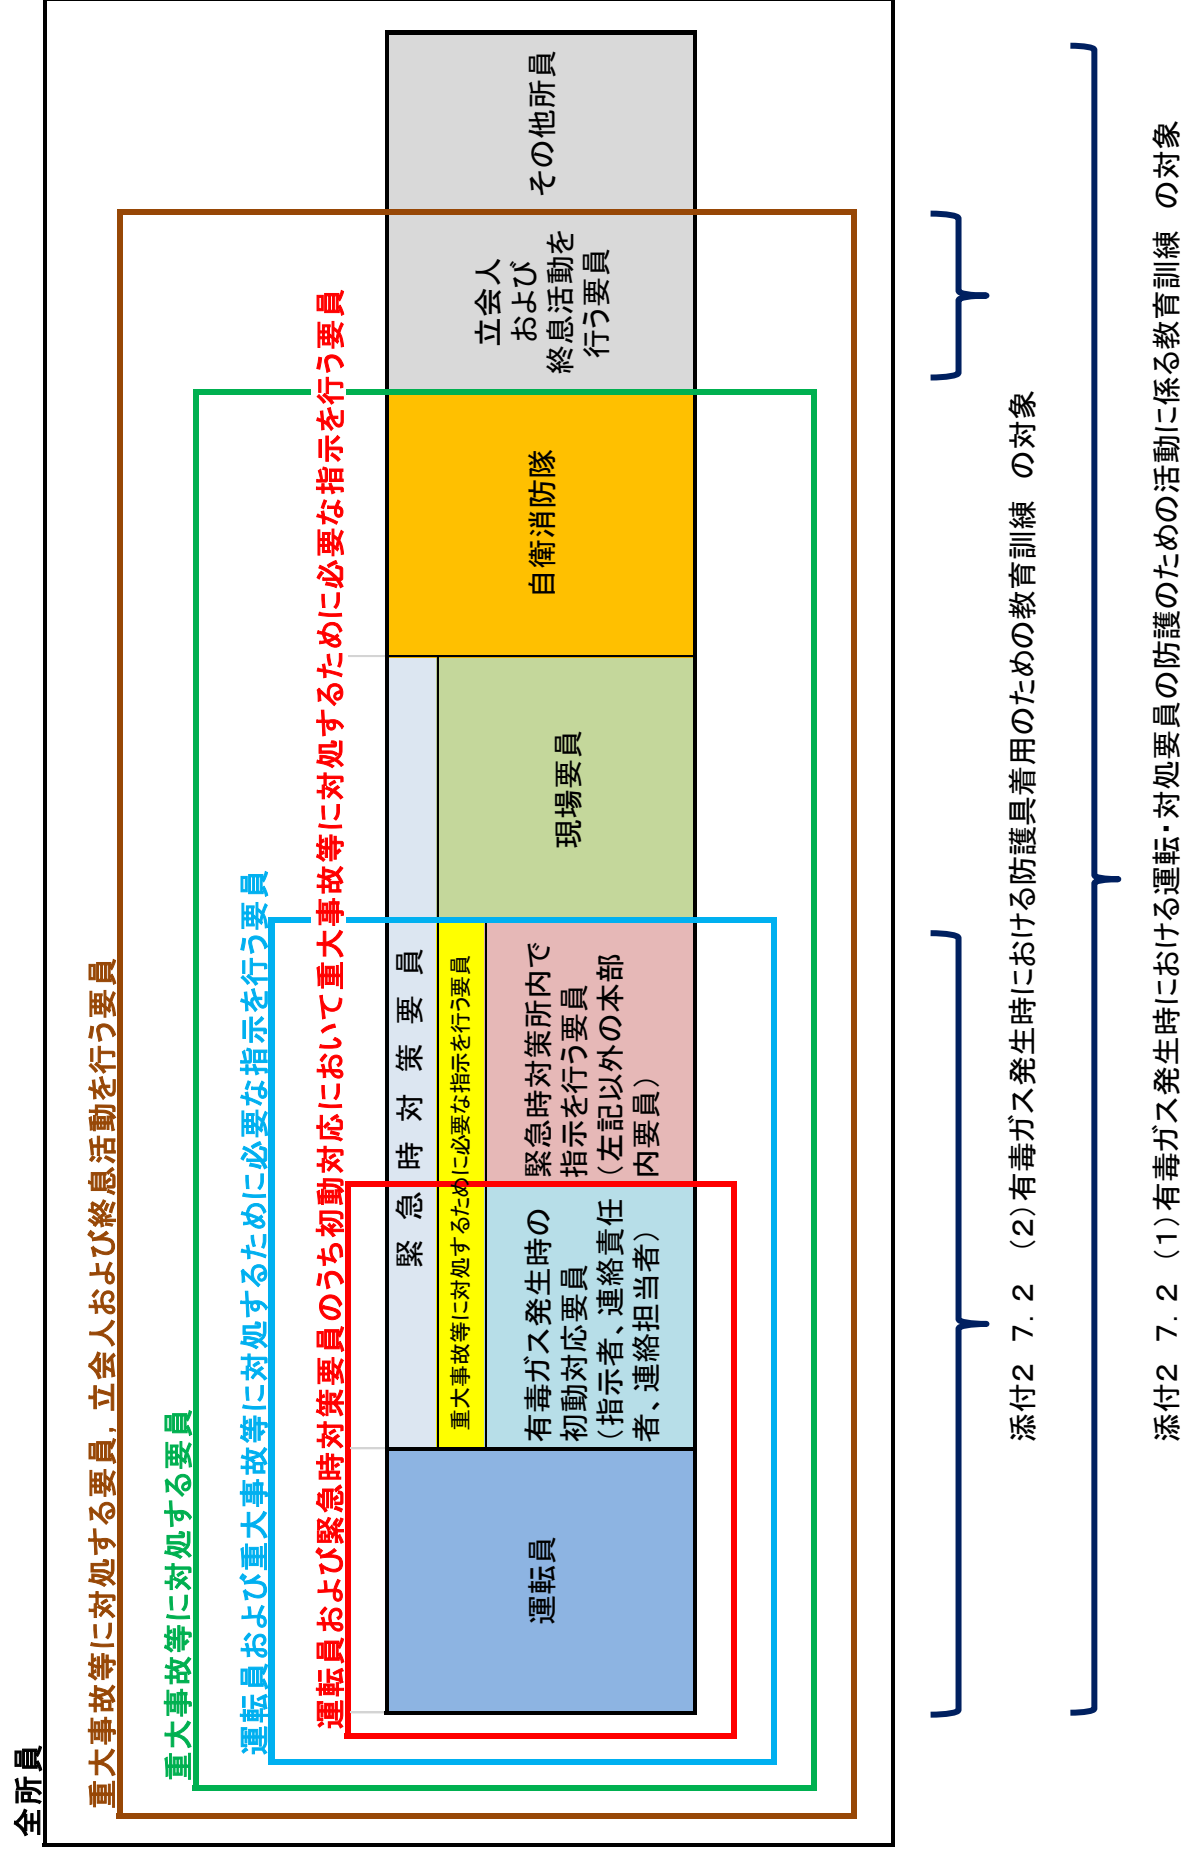 全所員
重大事故等に対処する要員，立会人および終息活動を行う要員
重大事故等に対処する要員
運転員および重大事故等に対処するために必要な指示を行う要員
運転員および緊急時対策要員のうち初動対応において重大事故等に対処するために必要な指示を行う要員
緊急時対策要員
重大事故等に対処するために必要な指示を行う要員
運転員
有毒ガス発生時の
初動対応要員
（指示者、連絡責任
者、連絡担当者）
緊急時対策所内で
指示を行う要員
（左記以外の本部
内要員）
現場要員
自衛消防隊
立会人
および
終息活動を
行う要員
その他所員
添付２　７．２　（２）有毒ガス発生時における防護具着用のための教育訓練　の対象
添付２　７．２　（１）有毒ガス発生時における運転・対処要員の防護のための活動に係る教育訓練　の対象